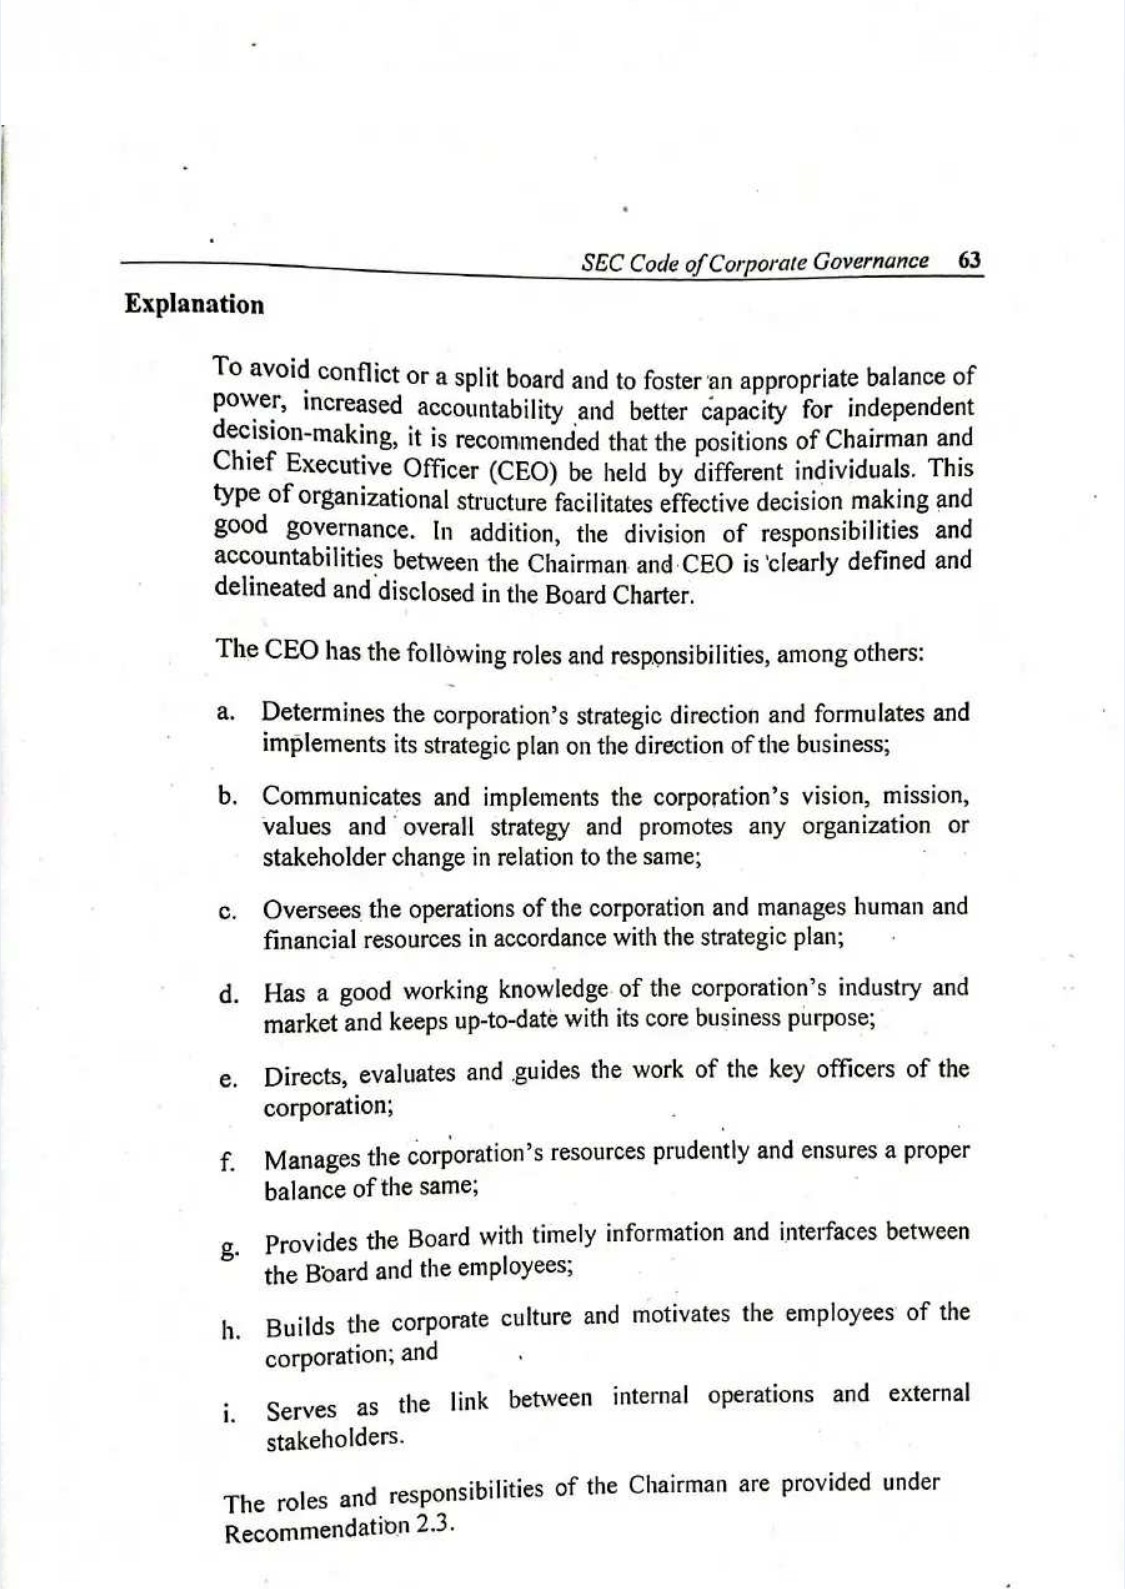 SEC Code of Corporate Governance 63
Explanation
To avoid conflict or a split board and to foster an appropriate balance of
power, increased accountability and better capacity for independent
decision-making, it is recommended that the positions of Chairman and
Chief Executive Officer (CEO) be held by different individuals. This
type of organizational structure facilitates effective decision making and
good governance. In addition, the division of responsibilities and
accountabilities between the Chairman and CEO is clearly defined and
delineated and disclosed in the Board Charter.
The CEO has the following roles and responsibilities, among others:
a. Determines the corporation's strategic direction and formulates and
implements its strategic plan on the direction of the business;
b. Communicates and implements the corporation's vision, mission,
values and overall strategy and promotes any organization or
stakeholder change in relation to the same;
c. Oversees the operations of the corporation and manages human and
financial resources in accordance with the strategic plan;
d. Has a good working knowledge of the corporation's industry and
market and keeps up-to-date with its core business purpose;
e. Directs, evaluates and guides the work of the key officers of the
corporation;
f. Manages the corporation's resources prudently and ensures a proper
balance of the same;
g. Provides the Board with timely information and interfaces between
the Board and the employees;
h. Builds the corporate culture and motivates the employees of the
corporation; and
i. Serves as the link between internal operations and external
stakeholders.
The roles and responsibilities of the Chairman are provided under
Recommendation 2.3.